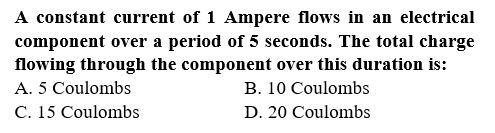 A constant current of 1 Ampere flows in an electrical
component over a period of 5 seconds. The total charge
flowing through the component over this duration is:
A. 5 Coulombs B. 10 Coulombs
C. 15 Coulombs D. 20 Coulombs